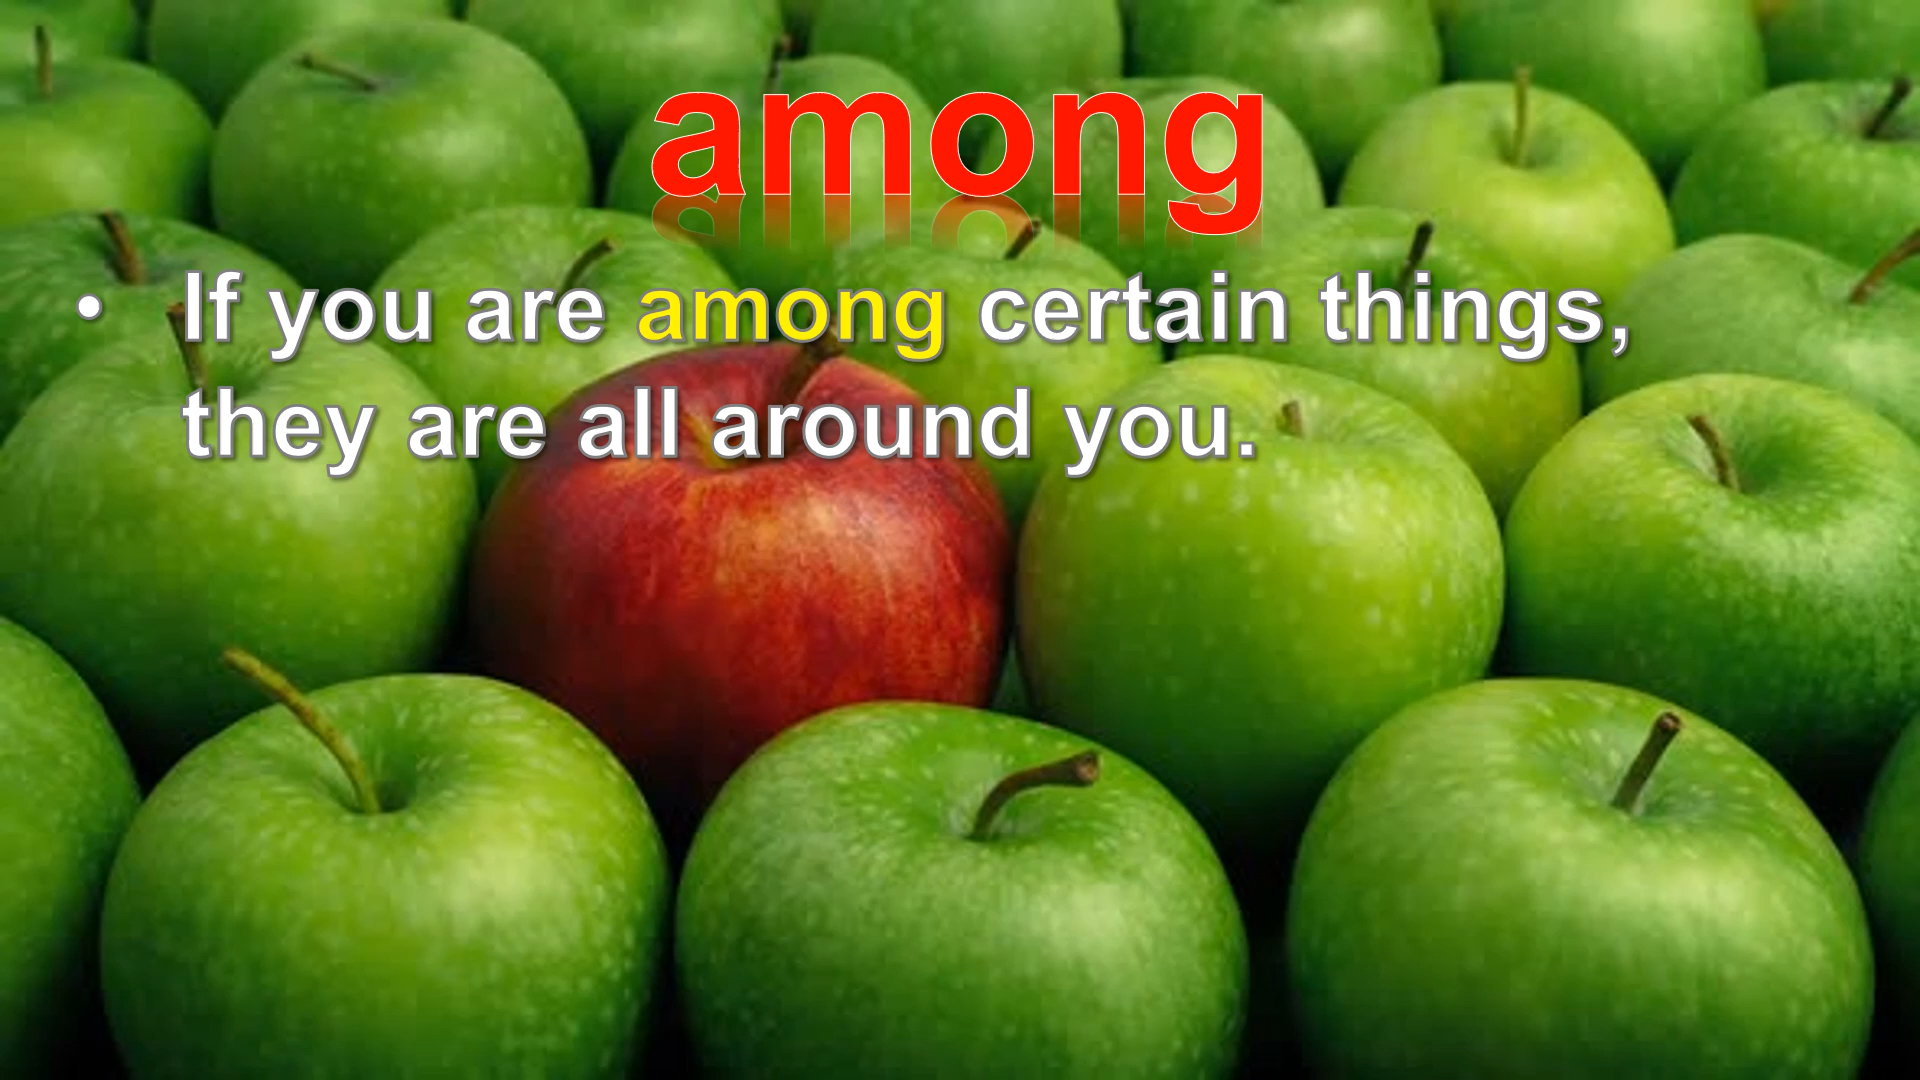 among
• If you are among certain things,
they are all around you.